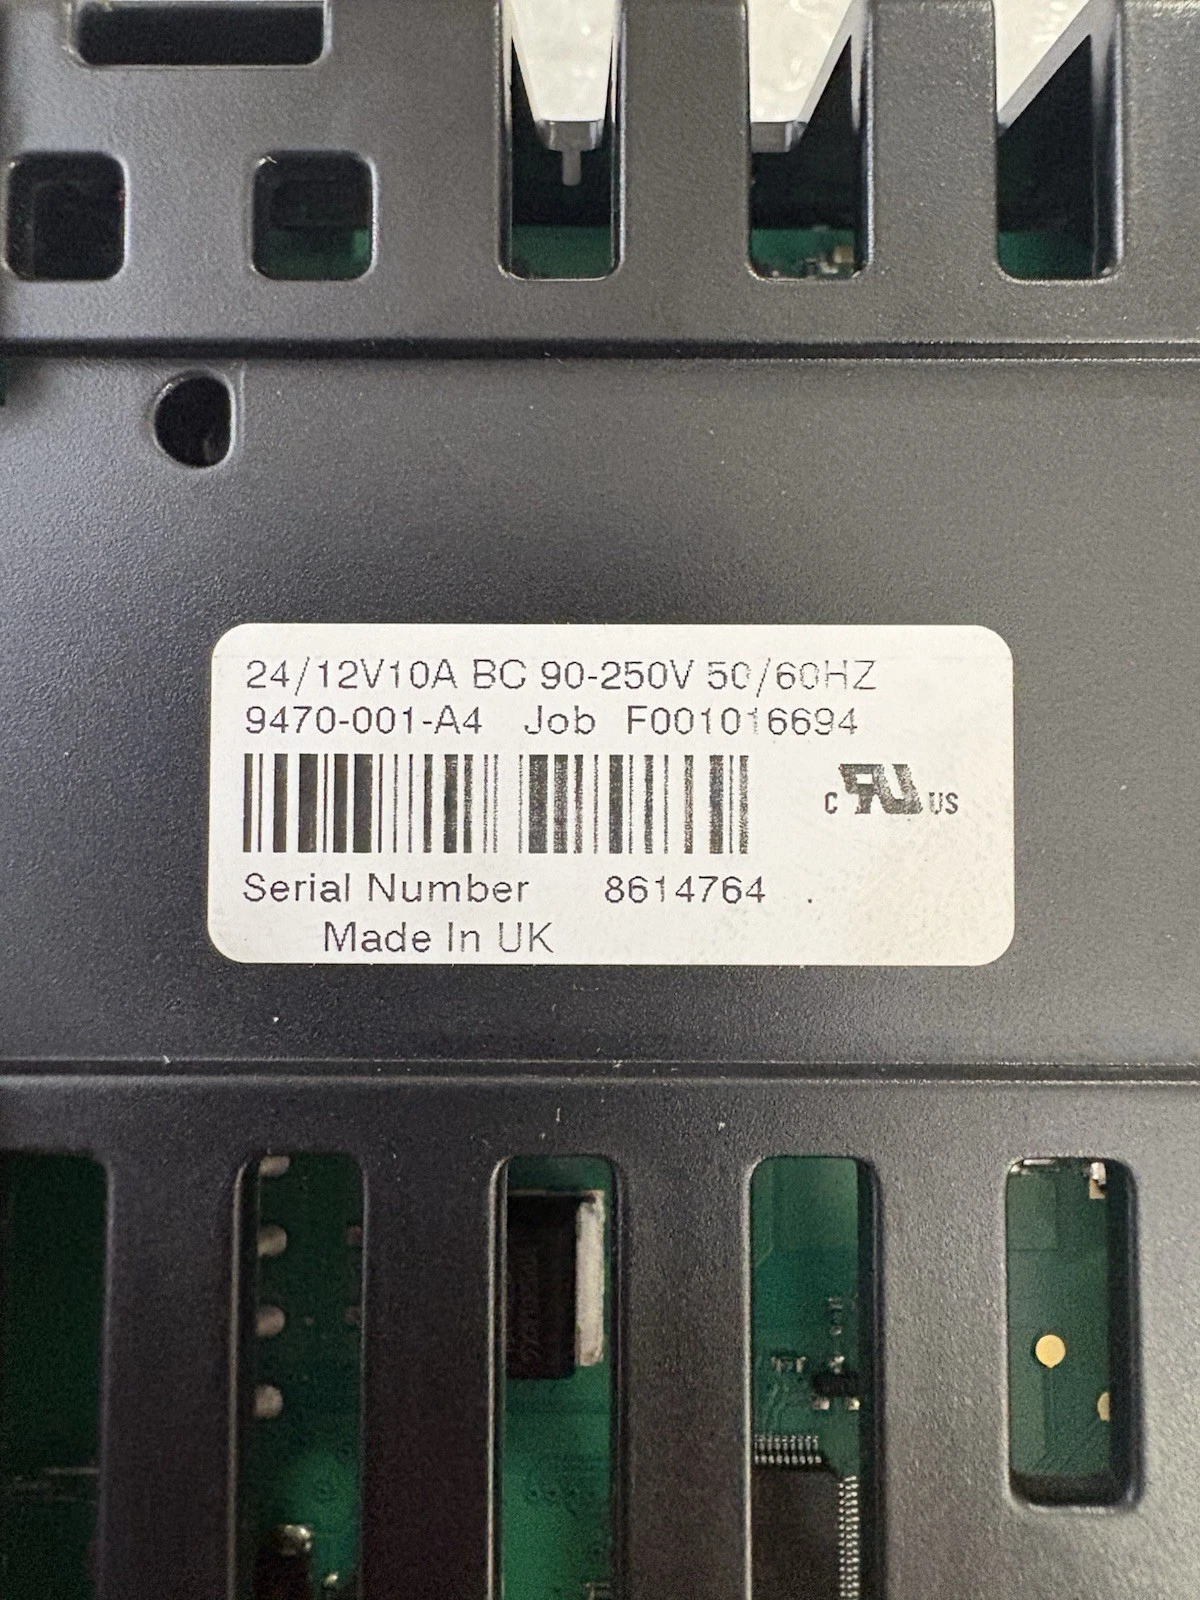 24/12V10A BC 90-250V 50/60HZ
9470-001-A4 Job F001016694
C RU US
Serial Number 8614764 .
Made In UK